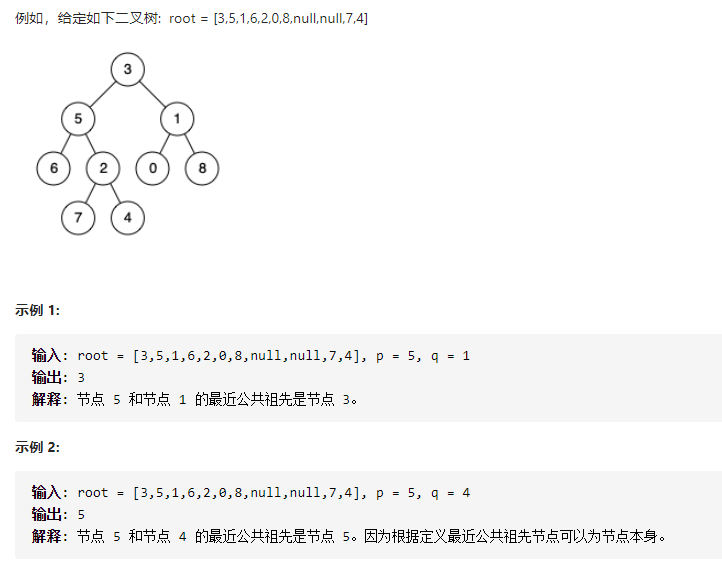 例如，给定如下二叉树: root = [3,5,1,6,2,0,8,null,null,7,4]
3
5 1
6 2 0 8
7 4
示例 1:
输入: root = [3,5,1,6,2,0,8,null,null,7,4], p = 5, q = 1
输出: 3
解释: 节点 5 和节点 1 的最近公共祖先是节点 3。
示例 2:
输入: root = [3,5,1,6,2,0,8,null,null,7,4], p = 5, q = 4
输出: 5
解释: 节点 5 和节点 4 的最近公共祖先是节点 5。因为根据定义最近公共祖先节点可以为节点本身。